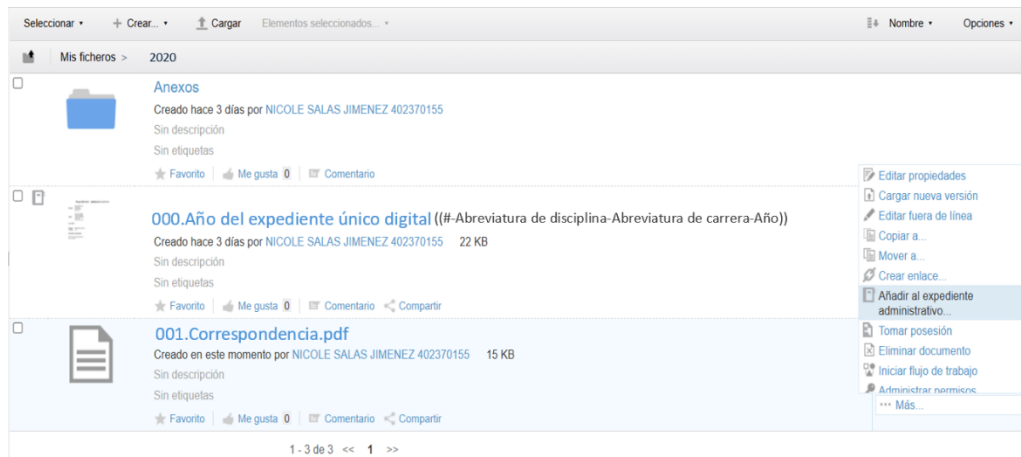 Seleccionar + Crear... Cargar Elementos seleccionados... Nombre Opciones
Mis ficheros > 2020
Anexos
Creado hace 3 días por NICOLE SALAS JIMENEZ 402370155
Sin descripción
Sin etiquetas
Favorito Me gusta 0 Comentario
000.Año del expediente único digital ((#-Abreviatura de disciplina-Abreviatura de carrera-Año))
Creado hace 3 días por NICOLE SALAS JIMENEZ 402370155 22 KB
Sin descripción
Sin etiquetas
Favorito Me gusta 0 Comentario Compartir
001.Correspondencia.pdf
Creado en este momento por NICOLE SALAS JIMENEZ 402370155 15 KB
Sin descripción
Sin etiquetas
Favorito Me gusta 0 Comentario Compartir
Editar propiedades
Cargar nueva versión
Editar fuera de línea
Copiar a...
Mover a...
Crear enlace...
Añadir al expediente
administrativo...
Tomar posesión
Eliminar documento
Iniciar flujo de trabajo
Administrar permisos
... Más...
1 - 3 de 3 << 1 >>